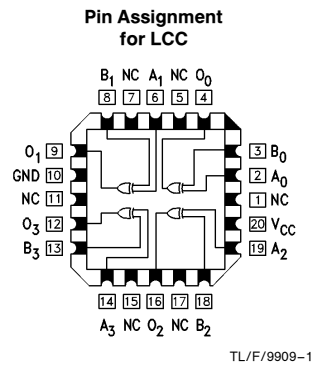 Pin Assignment
for LCC
B1 NC A1 NC O0
8 7 6 5 4
O1 9
GND 10
NC 11
O3 12
B3 13
3 B0
2 A0
1 NC
20 VCC
19 A2
14 15 16 17 18
A3 NC O2 NC B2
TL/F/9909–1